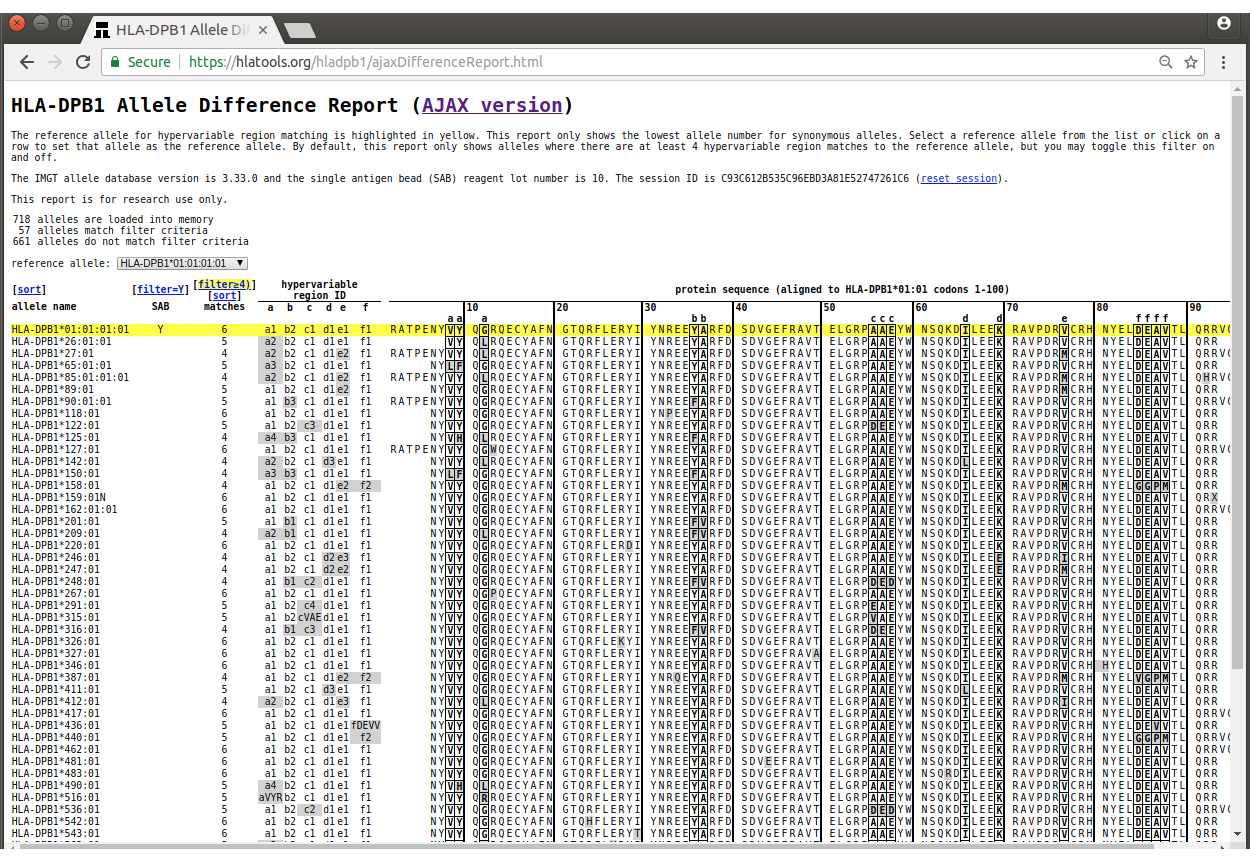 HLA-DPB1 Allele Dif
Secure https://hlatools.org/hladpb1/ajaxDifferenceReport.html
HLA-DPB1 Allele Difference Report (AJAX version)
The reference allele for hypervariable region matching is highlighted in yellow. This report only shows the lowest allele number for synonymous alleles. Select a reference allele from the list or click on a
row to set that allele as the reference allele. By default, this report only shows alleles where there are at least 4 hypervariable region matches to the reference allele, but you may toggle this filter on
and off.
The IMGT allele database version is 3.33.0 and the single antigen bead (SAB) reagent lot number is 10. The session ID is C93C612B535C96EBD3A81E52747261C6 (reset session).
This report is for research use only.
718 alleles are loaded into memory
57 alleles match filter criteria
661 alleles do not match filter criteria
reference allele: HLA-DPB1*01:01:01:01
[sort] [filter=Y] [filter≥4)] [sort] hypervariable region ID protein sequence (aligned to HLA-DPB1*01:01 codons 1-100)
allele name SAB matches a b c d e f 10 20 30 40 50 60 70 80 90
a a a b b c c c d d e f f f f
HLA-DPB1*01:01:01:01 Y 6 a1 b2 c1 d1 e1 f1 RATPENYVY QGRQECYAFN GTQRFLERYI YNREEYARFD SDVGEFRAVT ELGRPAAEYW NSQKDILEEK RAVPDRVCRH NYELDEAVTL QRRV
HLA-DPB1*26:01:01 5 a2 b2 c1 d1 e1 f1 VY QLRQECYAFN GTQRFLERYI YNREEYARFD SDVGEFRAVT ELGRPAAEYW NSQKDILEEK RAVPDRVCRH NYELDEAVTL QRR
HLA-DPB1*27:01 4 a2 b2 c1 d1 e2 f1 RATPENYVY QLRQECYAFN GTQRFLERYI YNREEYARFD SDVGEFRAVT ELGRPAAEYW NSQKDILEEK RAVPDRMCRH NYELDEAVTL QRRV
HLA-DPB1*65:01:01 5 a3 b2 c1 d1 e1 f1 LF QGRQECYAFN GTQRFLERYI YNREEYARFD SDVGEFRAVT ELGRPAAEYW NSQKDILEEK RAVPDRVCRH NYELDEAVTL QRR
HLA-DPB1*85:01:01:01 4 a2 b2 c1 d1 e2 f1 RATPENYVY QLRQECYAFN GTQRFLERYI YNREEYARFD SDVGEFRAVT ELGRPAAEYW NSQKDILEEK RAVPDRMCRH NYELDEAVTL QHRV
HLA-DPB1*89:01 5 a1 b2 c1 d1 e2 f1 NYVY QGRQECYAFN GTQRFLERYI YNREEYARFD SDVGEFRAVT ELGRPAAEYW NSQKDILEEK RAVPDRMCRH NYELDEAVTL QRR
HLA-DPB1*90:01:01 5 a1 b3 c1 d1 e1 f1 RATPENYVY QGRQECYAFN GTQRFLERYI YNREEFARFD SDVGEFRAVT ELGRPAAEYW NSQKDILEEK RAVPDRVCRH NYELDEAVTL QRRV
HLA-DPB1*118:01 6 a1 b2 c1 d1 e1 f1 NYVY QGRQECYAFN GTQRFLERYI YNPEEYARFD SDVGEFRAVT ELGRPAAEYW NSQKDILEEK RAVPDRVCRH NYELDEAVTL QRR
HLA-DPB1*122:01 5 a1 b2 c3 d1 e1 f1 NYVY QGRQECYAFN GTQRFLERYI YNREEYARFD SDVGEFRAVT ELGRPDEEYW NSQKDILEEK RAVPDRVCRH NYELDEAVTL QRR
HLA-DPB1*125:01 4 a4 b3 c1 d1 e1 f1 NYVH QLRQECYAFN GTQRFLERYI YNREEFARFD SDVGEFRAVT ELGRPAAEYW NSQKDILEEK RAVPDRVCRH NYELDEAVTL QRR
HLA-DPB1*127:01 6 a1 b2 c1 d1 e1 f1 RATPENYVY QGWQECYAFN GTQRFLERYI YNREEYARFD SDVGEFRAVT ELGRPAAEYW NSQKDILEEK RAVPDRVCRH NYELDEAVTL QRRV
HLA-DPB1*142:01 4 a2 b2 c1 d3 e1 f1 NYVY QLRQECYAFN GTQRFLERYI YNREEYARFD SDVGEFRAVT ELGRPAAEYW NSQKDLLEEK RAVPDRVCRH NYELDEAVTL QRR
HLA-DPB1*150:01 4 a3 b3 c1 d1 e1 f1 NYLF QGRQECYAFN GTQRFLERYI YNREEFARFD SDVGEFRAVT ELGRPAAEYW NSQKDILEEK RAVPDRVCRH NYELDEAVTL QRR
HLA-DPB1*158:01 4 a1 b2 c1 d1 e2 f2 NYVY QGRQECYAFN GTQRFLERYI YNREEYARFD SDVGEFRAVT ELGRPAAEYW NSQKDILEEK RAVPDRMCRH NYELGGPMTL QRRV
HLA-DPB1*159:01N 6 a1 b2 c1 d1 e1 f1 NYVY QGRQECYAFN GTQRFLERYI YNREEYARFD SDVGEFRAVT ELGRPAAEYW NSQKDILEEK RAVPDRVCRH NYELDEAVTL QRX
HLA-DPB1*162:01:01 6 a1 b2 c1 d1 e1 f1 NYVY QGRQECYAFN GTQRFLERYI YNREEYARFD SDVGEFRAVT ELGRPAAEYW NSQKDILEEK RAVPDRVCRH NYELDEAVTL QRR
HLA-DPB1*201:01 5 a1 b1 c1 d1 e1 f1 NYVY QGRQECYAFN GTQRFLERYI YNREEFVRFD SDVGEFRAVT ELGRPAAEYW NSQKDILEEK RAVPDRVCRH NYELDEAVTL QRR
HLA-DPB1*209:01 4 a2 b1 c1 d1 e1 f1 NYVY QLRQECYAFN GTQRFLERYI YNREEFVRFD SDVGEFRAVT ELGRPAAEYW NSQKDILEEK RAVPDRVCRH NYELDEAVTL QRR
HLA-DPB1*220:01 6 a1 b2 c1 d1 e1 f1 NYVY QGRQECYAFN GTQRFLERDI YNREEYARFD SDVGEFRAVT ELGRPAAEYW NSQKDILEEK RAVPDRVCRH NYELDEAVTL QRR
HLA-DPB1*246:01 4 a1 b2 c1 d2 e3 f1 NYVY QGRQECYAFN GTQRFLERYI YNREEYARFD SDVGEFRAVT ELGRPAAEYW NSQKDILEEE RAVPDRICRH NYELDEAVTL QRR
HLA-DPB1*247:01 4 a1 b2 c1 d2 e2 f1 NYVY QGRQECYAFN GTQRFLERYI YNREEYARFD SDVGEFRAVT ELGRPAAEYW NSQKDILEEE RAVPDRMCRH NYELDEAVTL QRR
HLA-DPB1*248:01 4 a1 b1 c2 d1 e1 f1 NYVY QGRQECYAFN GTQRFLERYI YNREEFVRFD SDVGEFRAVT ELGRPDEDYW NSQKDILEEK RAVPDRVCRH NYELDEAVTL QRR
HLA-DPB1*267:01 6 a1 b2 c1 d1 e1 f1 NYVY QGPQECYAFN GTQRFLERYI YNREEYARFD SDVGEFRAVT ELGRPAAEYW NSQKDILEEK RAVPDRVCRH NYELDEAVTL QRR
HLA-DPB1*291:01 5 a1 b2 c4 d1 e1 f1 NYVY QGRQECYAFN GTQRFLERYI YNREEYARFD SDVGEFRAVT ELGRPEAEYW NSQKDILEEK RAVPDRVCRH NYELDEAVTL QRR
HLA-DPB1*315:01 5 a1 b2 cVAE d1 e1 f1 NYVY QGRQECYAFN GTQRFLERYI YNREEYARFD SDVGEFRAVT ELGRPVAEYW NSQKDILEEK RAVPDRVCRH NYELDEAVTL QRR
HLA-DPB1*316:01 4 a1 b1 c3 d1 e1 f1 NYVY QGRQECYAFN GTQRFLERYI YNREEFVRFD SDVGEFRAVT ELGRPDEEYW NSQKDILEEK RAVPDRVCRH NYELDEAVTL QRR
HLA-DPB1*326:01 6 a1 b2 c1 d1 e1 f1 NYVY QGRQECYAFN GTQRFLEKYI YNREEYARFD SDVGEFRAVT ELGRPAAEYW NSQKDILEEK RAVPDRVCRH NYELDEAVTL QRR
HLA-DPB1*327:01 6 a1 b2 c1 d1 e1 f1 NYVY QGRQECYAFN GTQRFLERYI YNREEYARFD SDVGEFRAVA ELGRPAAEYW NSQKDILEEK RAVPDRVCRH NYELDEAVTL QRR
HLA-DPB1*346:01 6 a1 b2 c1 d1 e1 f1 NYVY QGRQECYAFN GTQRFLERYI YNREEYARFD SDVGEFRAVT ELGRPAAEYW NSQKDILEEK RAVPDRVCRH HYELDEAVTL QRR
HLA-DPB1*387:01 4 a1 b2 c1 d1 e2 f2 NYVY QGRQECYAFN GTQRFLERYI YNRQEYARFD SDVGEFRAVT ELGRPAAEYW NSQKDILEEK RAVPDRMCRH NYELVGPMTL QRR
HLA-DPB1*411:01 5 a1 b2 c1 d3 e1 f1 NYVY QGRQECYAFN GTQRFLERYI YNREEYARFD SDVGEFRAVT ELGRPAAEYW NSQKDLLEEK RAVPDRVCRH NYELDEAVTL QRR
HLA-DPB1*412:01 4 a2 b2 c1 d1 e3 f1 NYVY QLRQECYAFN GTQRFLERYI YNREEYARFD SDVGEFRAVT ELGRPAAEYW NSQKDILEEK RAVPDRICRH NYELDEAVTL QRR
HLA-DPB1*417:01 6 a1 b2 c1 d1 e1 f1 NYVY QGRQECYAFN GTQRFLERYI YNREEYARFD SDVGEFRAVT ELGRPAAEYW NSQKDILEEK RAVPDRVCRH NYELDEAVTL QRRV
HLA-DPB1*436:01 5 a1 b2 c1 d1 e1 fDEVV NYVY QGRQECYAFN GTQRFLERYI YNREEYARFD SDVGEFRAVT ELGRPAAEYW NSQKDILEEK RAVPDRVCRH NYELDEVVTL QRRV
HLA-DPB1*440:01 5 a1 b2 c1 d1 e1 f2 NYVY QGRQECYAFN GTQRFLERYI YNREEYARFD SDVGEFRAVT ELGRPAAEYW NSQKDILEEK RAVPDRVCRH NYELGGPMTL QRRV
HLA-DPB1*462:01 6 a1 b2 c1 d1 e1 f1 NYVY QGRQECYAFN GTQRFLERYI YNREEYARFD SDVGEFRAVT ELGRPAAEYW NSQKDILEEK RAVPDRVCRH NYELDEAVTL QRRV
HLA-DPB1*481:01 6 a1 b2 c1 d1 e1 f1 NYVY QGRQECYAFN GTQRFLERYI YNREEYARFD SDVEEFRAVT ELGRPAAEYW NSQKDILEEK RAVPDRVCRH NYELDEAVTL QRR
HLA-DPB1*483:01 6 a1 b2 c1 d1 e1 f1 NYVY QGRQECYAFN GTQRFLERYI YNREEYARFD SDVGEFRAVT ELGRPAAEYW NSQRDILEEK RAVPDRVCRH NYELDEAVTL QRR
HLA-DPB1*490:01 5 a4 b2 c1 d1 e1 f1 NYVH QLRQECYAFN GTQRFLERYI YNREEYARFD SDVGEFRAVT ELGRPAAEYW NSQKDILEEK RAVPDRVCRH NYELDEAVTL QRR
HLA-DPB1*516:01 5 aVYR b2 c1 d1 e1 f1 NYVY QRRQECYAFN GTQRFLERYI YNREEYARFD SDVGEFRAVT ELGRPAAEYW NSQKDILEEK RAVPDRVCRH NYELDEAVTL QRR
HLA-DPB1*536:01 5 a1 b2 c2 d1 e1 f1 NYVY QGRQECYAFN GTQRFLERYI YNREEYARFD SDVGEFRAVT ELGRPDEDYW NSQKDILEEK RAVPDRVCRH NYELDEAVTL QRRV
HLA-DPB1*542:01 6 a1 b2 c1 d1 e1 f1 NYVY QGRQECYAFN GTQHFLERYI YNREEYARFD SDVGEFRAVT ELGRPAAEYW NSQKDILEEK RAVPDRVCRH NYELDEAVTL QRR
HLA-DPB1*543:01 6 a1 b2 c1 d1 e1 f1 NYVY QGRQECYAFN GTQRFLERYT YNREEYARFD SDVGEFRAVT ELGRPAAEYW NSQKDILEEK RAVPDRVCRH NYELDEAVTL QRR